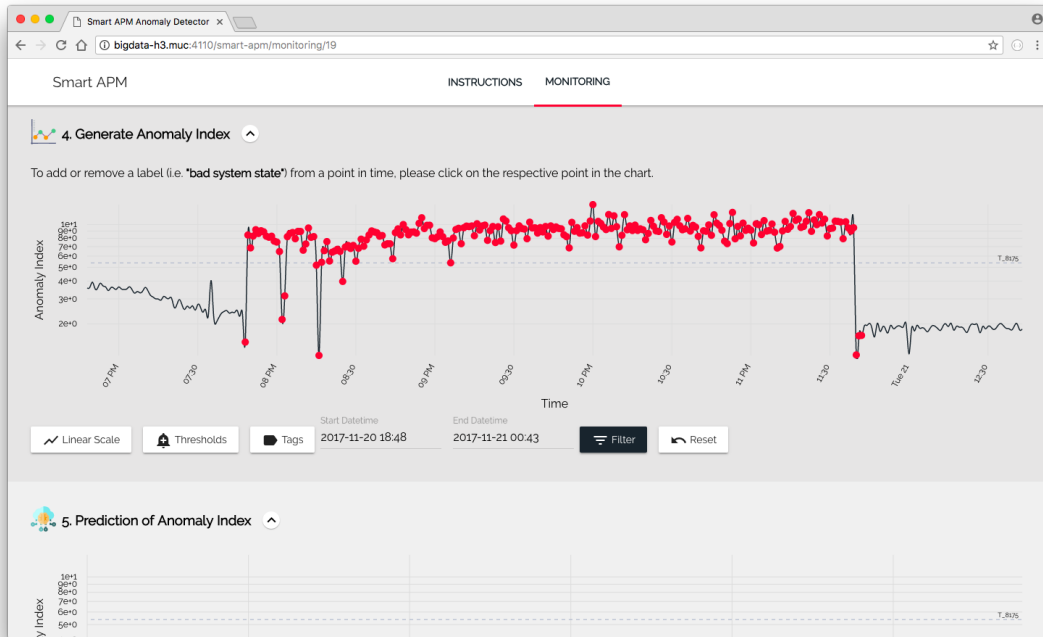 Smart APM Anomaly Detector
bigdata-h3.muc:4110/smart-apm/monitoring/19
Smart APM
INSTRUCTIONS
MONITORING
4. Generate Anomaly Index
To add or remove a label (i.e. "bad system state") from a point in time, please click on the respective point in the chart.
Anomaly Index
1e+1
9e+0
8e+0
7e+0
6e+0
5e+0
4e+0
3e+0
2e+0
T_8175
07 PM
07:30
08 PM
08:30
09 PM
09:30
10 PM
10:30
11 PM
11:30
Tue 21
12:30
Time
Linear Scale
Thresholds
Tags
Start Datetime
2017-11-20 18:48
End Datetime
2017-11-21 00:43
Filter
Reset
5. Prediction of Anomaly Index
1e+1
9e+0
8e+0
7e+0
6e+0
5e+0
T_8175
Index